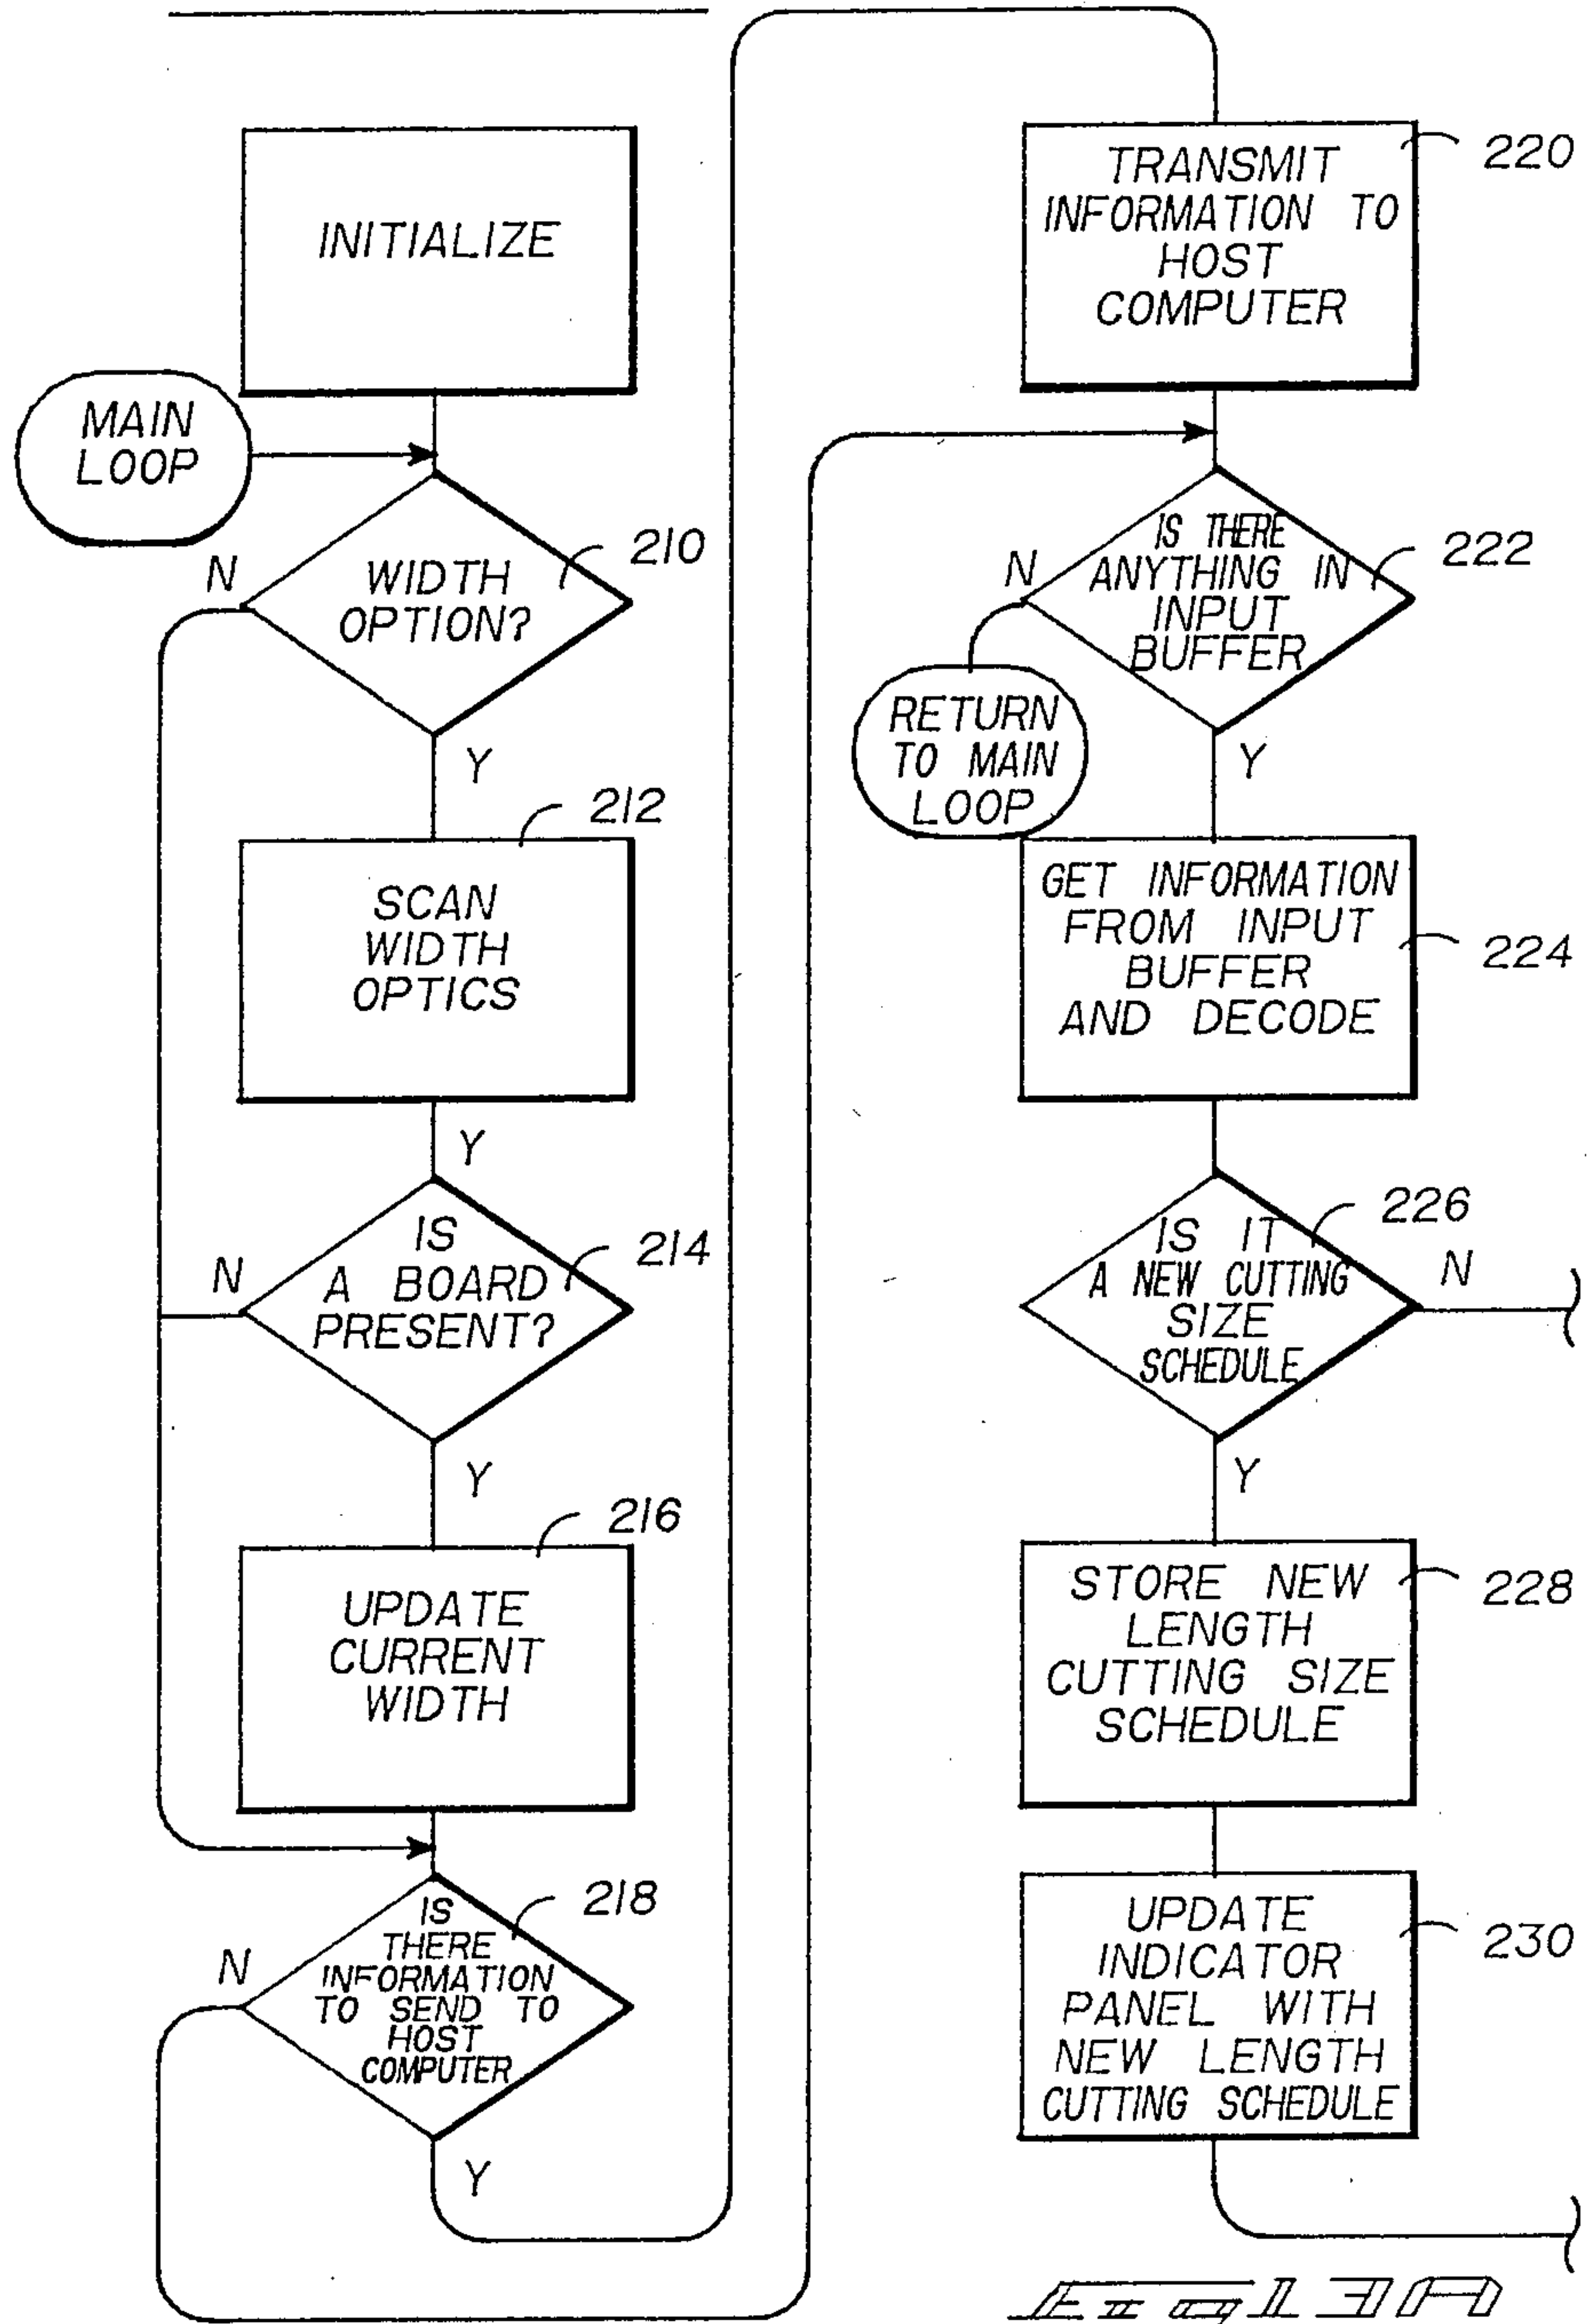 INITIALIZE
MAIN
LOOP
210
N
WIDTH
OPTION?
Y
212
SCAN
WIDTH
OPTICS
Y
214
N
IS
A BOARD
PRESENT?
Y
216
UPDATE
CURRENT
WIDTH
218
N
IS
THERE
INFORMATION
TO SEND TO
HOST
COMPUTER
Y
220
TRANSMIT
INFORMATION TO
HOST
COMPUTER
222
N
IS THERE
ANYTHING IN
INPUT
BUFFER
RETURN
TO MAIN
LOOP
Y
224
GET INFORMATION
FROM INPUT
BUFFER
AND DECODE
226
IS IT
A NEW CUTTING
SIZE
SCHEDULE
N
Y
228
STORE NEW
LENGTH
CUTTING SIZE
SCHEDULE
230
UPDATE
INDICATOR
PANEL WITH
NEW LENGTH
CUTTING SCHEDULE
Fig 13A